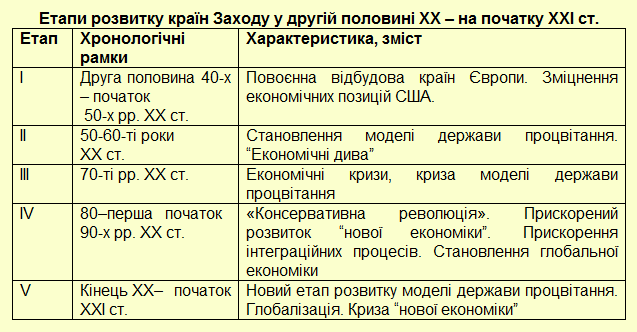 Етапи розвитку країн Заходу у другій половині ХХ – на початку ХХІ ст.
Етап Хронологічні Характеристика, зміст
рамки
І Друга половина 40-х Повоєнна відбудова країн Європи. Зміцнення
– початок економічних позицій США.
50-х рр. ХХ ст.
ІІ 50-60-ті роки Становлення моделі держави процвітання.
ХХ ст. “Економічні дива”
ІІІ 70-ті рр. ХХ ст. Економічні кризи, криза моделі держави
процвітання
IV 80–перша початок «Консервативна революція». Прискорений
90-х рр. ХХ ст. розвиток “нової економіки”. Прискорення
інтеграційних процесів. Становлення глобальної
економіки
V Кінець ХХ– початок Новий етап розвитку моделі держави процвітання.
ХХІ ст. Глобалізація. Криза “нової економіки”